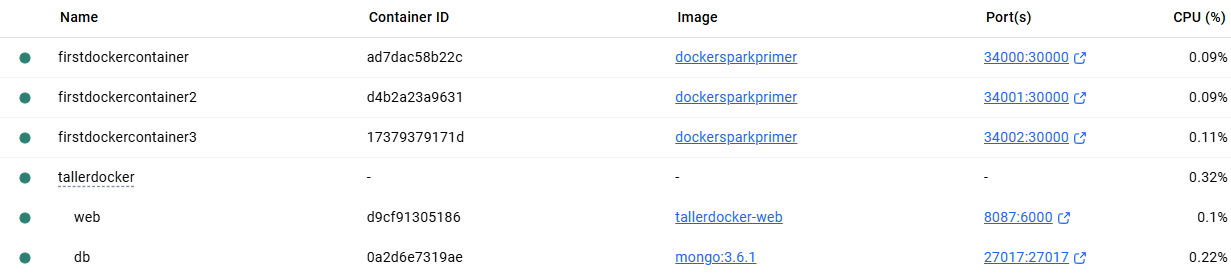 Name Container ID Image Port(s) CPU (%)
firstdockercontainer ad7dac58b22c dockersparkprimer 34000:30000 0.09%
firstdockercontainer2 d4b2a23a9631 dockersparkprimer 34001:30000 0.09%
firstdockercontainer3 17379379171d dockersparkprimer 34002:30000 0.11%
tallerdocker - - - 0.32%
web d9cf91305186 tallerdocker-web 8087:6000 0.1%
db 0a2d6e7319ae mongo:3.6.1 27017:27017 0.22%